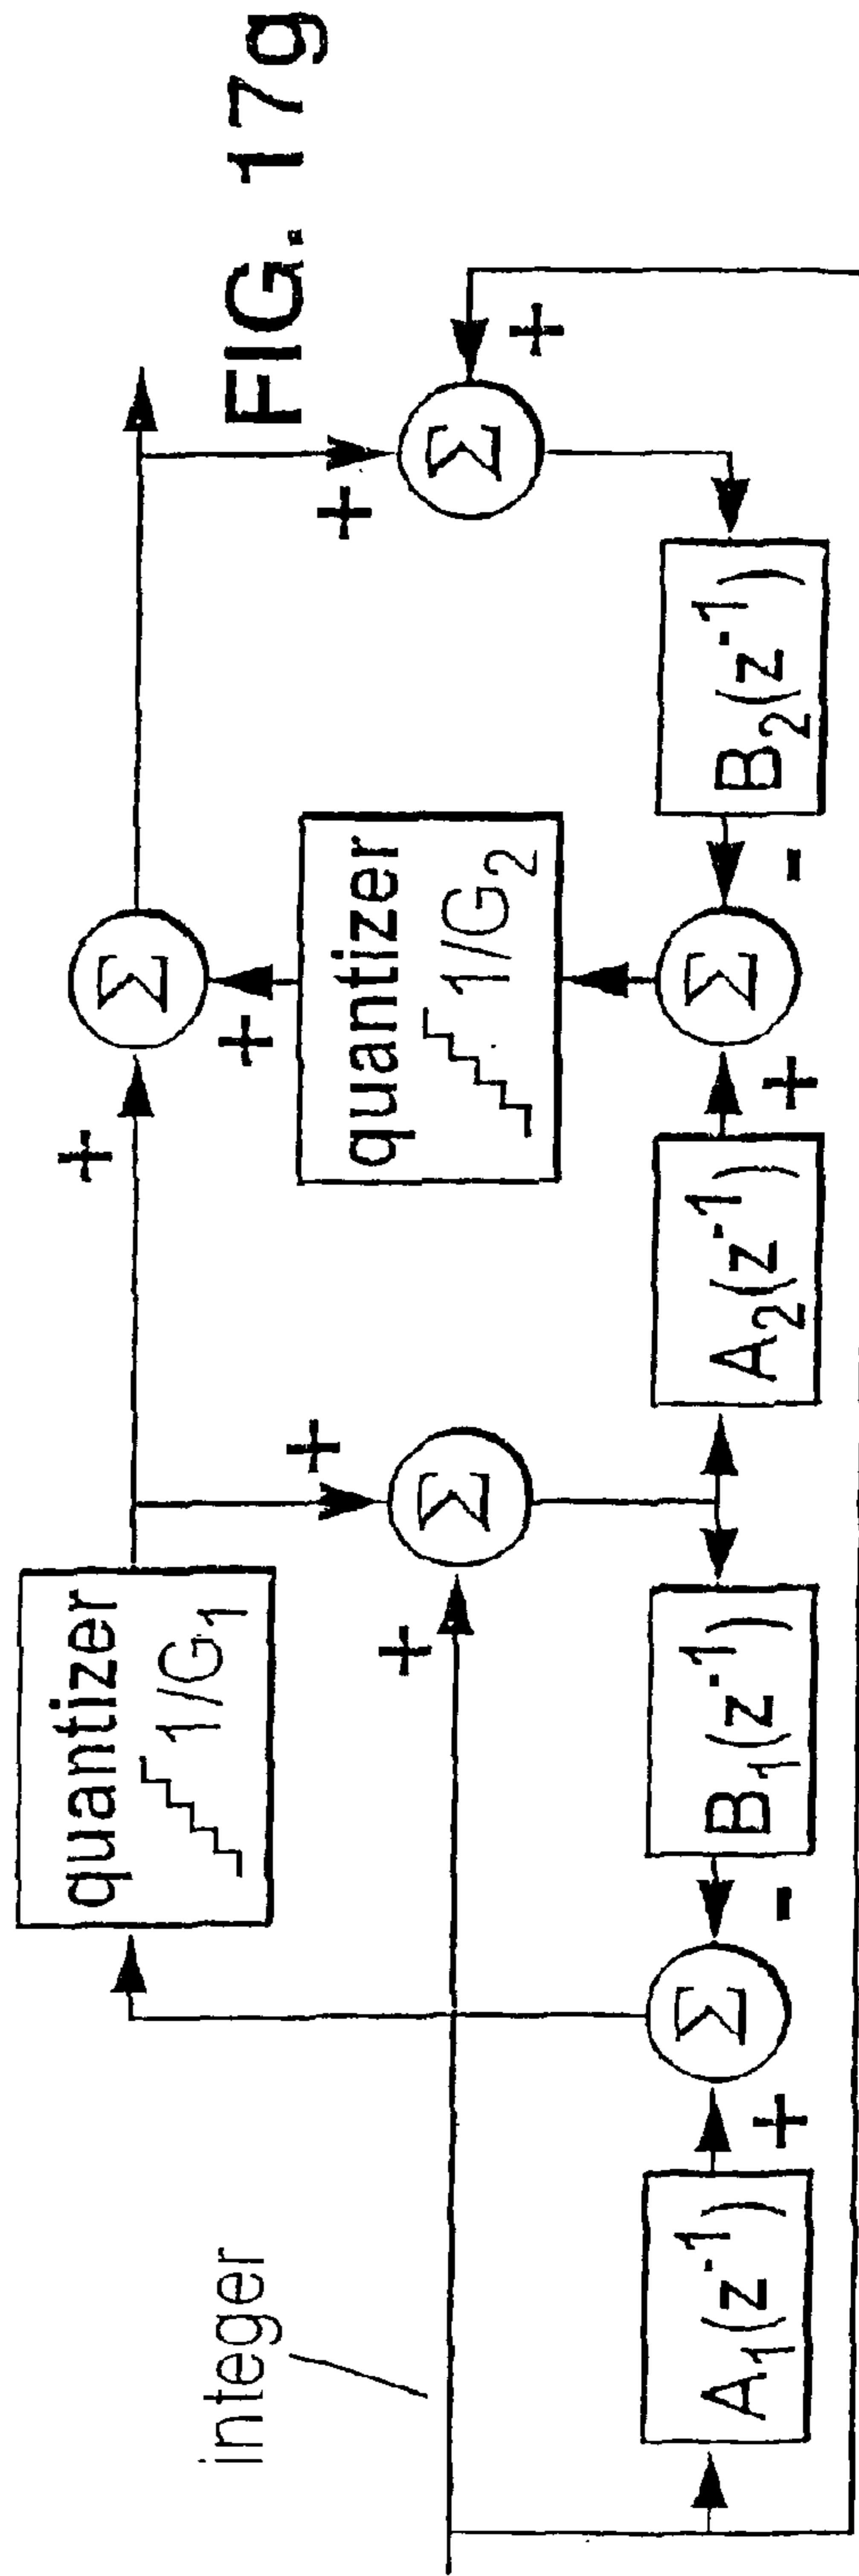 FIG. 17g
quantizer
1/G₁
+
Σ
+
quantizer
1/G₂
+
Σ
+
+
Σ
+
+
Σ
integer
A₁(z⁻¹)
+
Σ
-
B₁(z⁻¹)
A₂(z⁻¹)
+
Σ
-
B₂(z⁻¹)